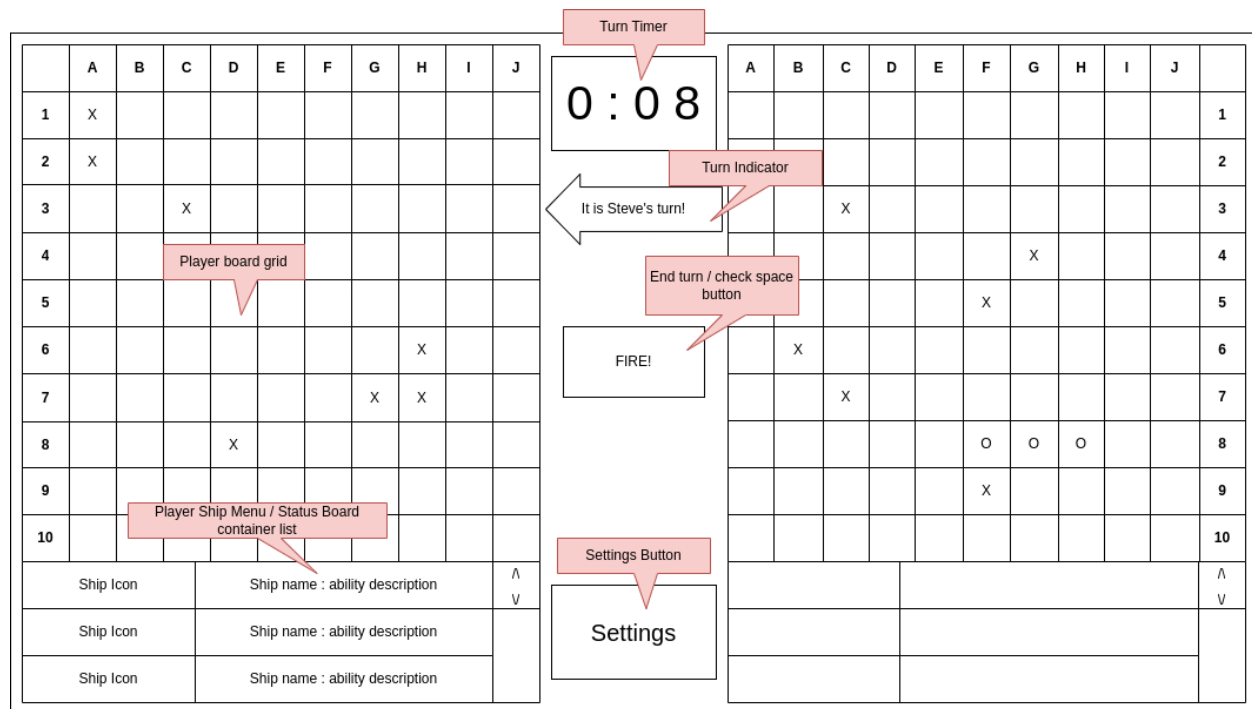 Turn Timer
A B C D E F G H I J
A B C D E F G H I J
0 : 0 8
1 X
1
2 X
2
Turn Indicator
3 X
It is Steve's turn!
X 3
4
Player board grid
X 4
End turn / check space
button
5
X 5
6 X
FIRE!
X 6
7 X X
X 7
8 X
O O O 8
9
X 9
Player Ship Menu / Status Board
container list
10
10
Settings Button
Ship Icon Ship name : ability description /\
\/
/\
\/
Settings
Ship Icon Ship name : ability description
Ship Icon Ship name : ability description